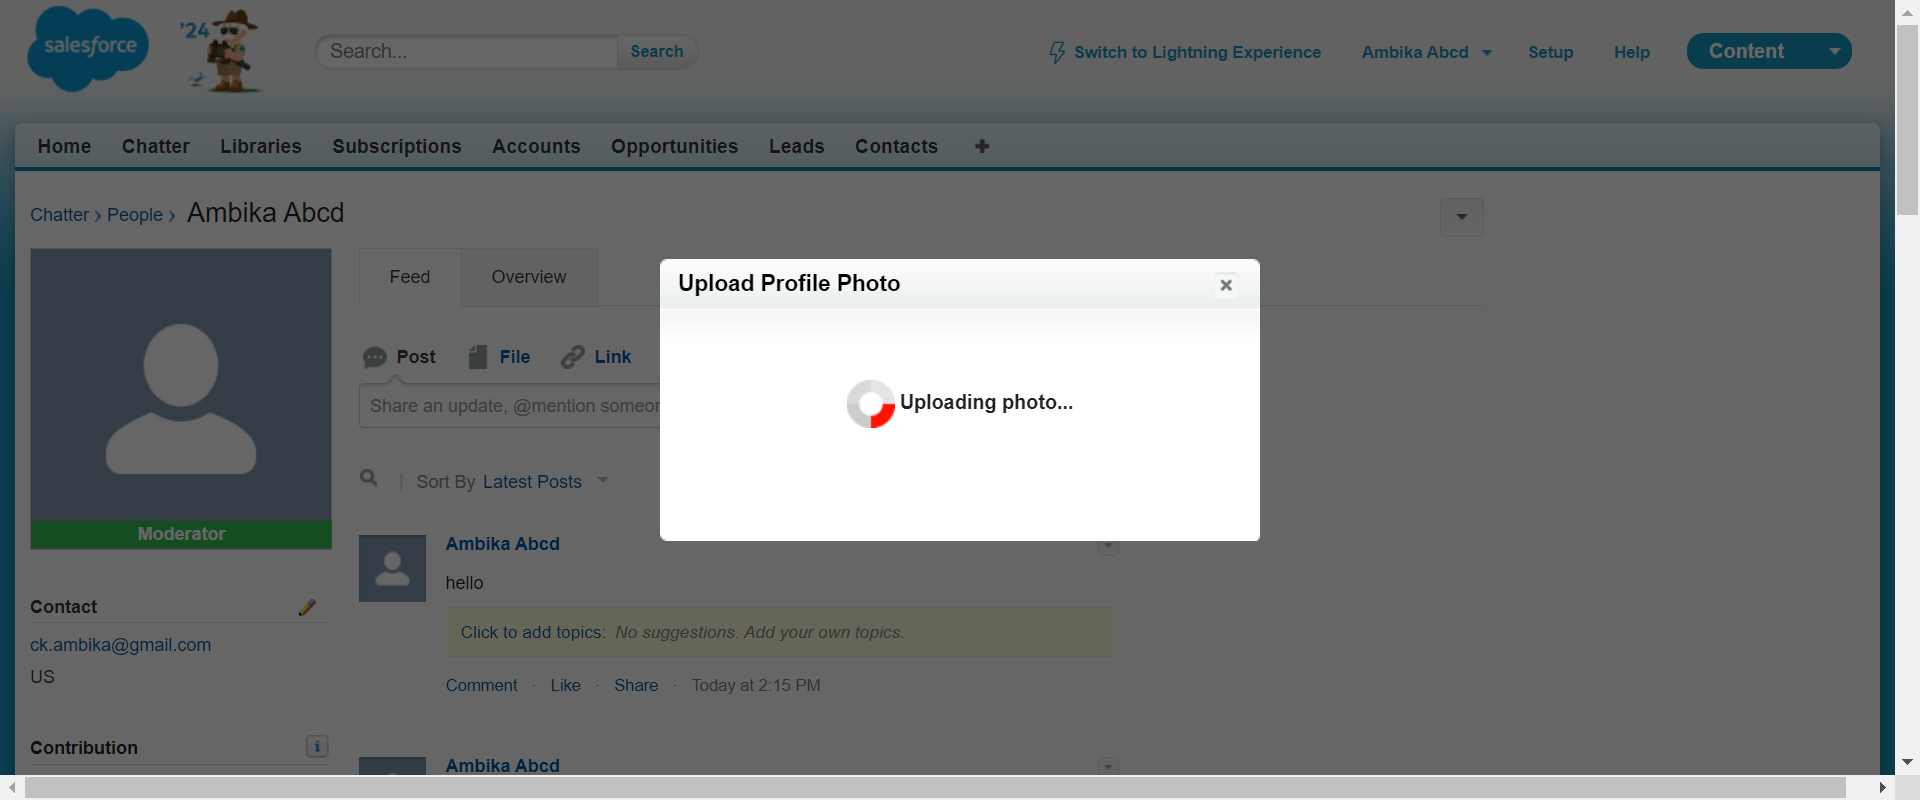 salesforce
'24
Search...
Search
Switch to Lightning Experience
Ambika Abcd
Setup
Help
Content
Home
Chatter
Libraries
Subscriptions
Accounts
Opportunities
Leads
Contacts
Chatter › People › Ambika Abcd
Feed
Overview
Upload Profile Photo
Uploading photo...
Post
File
Link
Share an update, @mention someon
Sort By Latest Posts
Moderator
Ambika Abcd
hello
Click to add topics: No suggestions. Add your own topics.
Comment · Like · Share · Today at 2:15 PM
Contact
ck.ambika@gmail.com
US
Contribution
Ambika Abcd